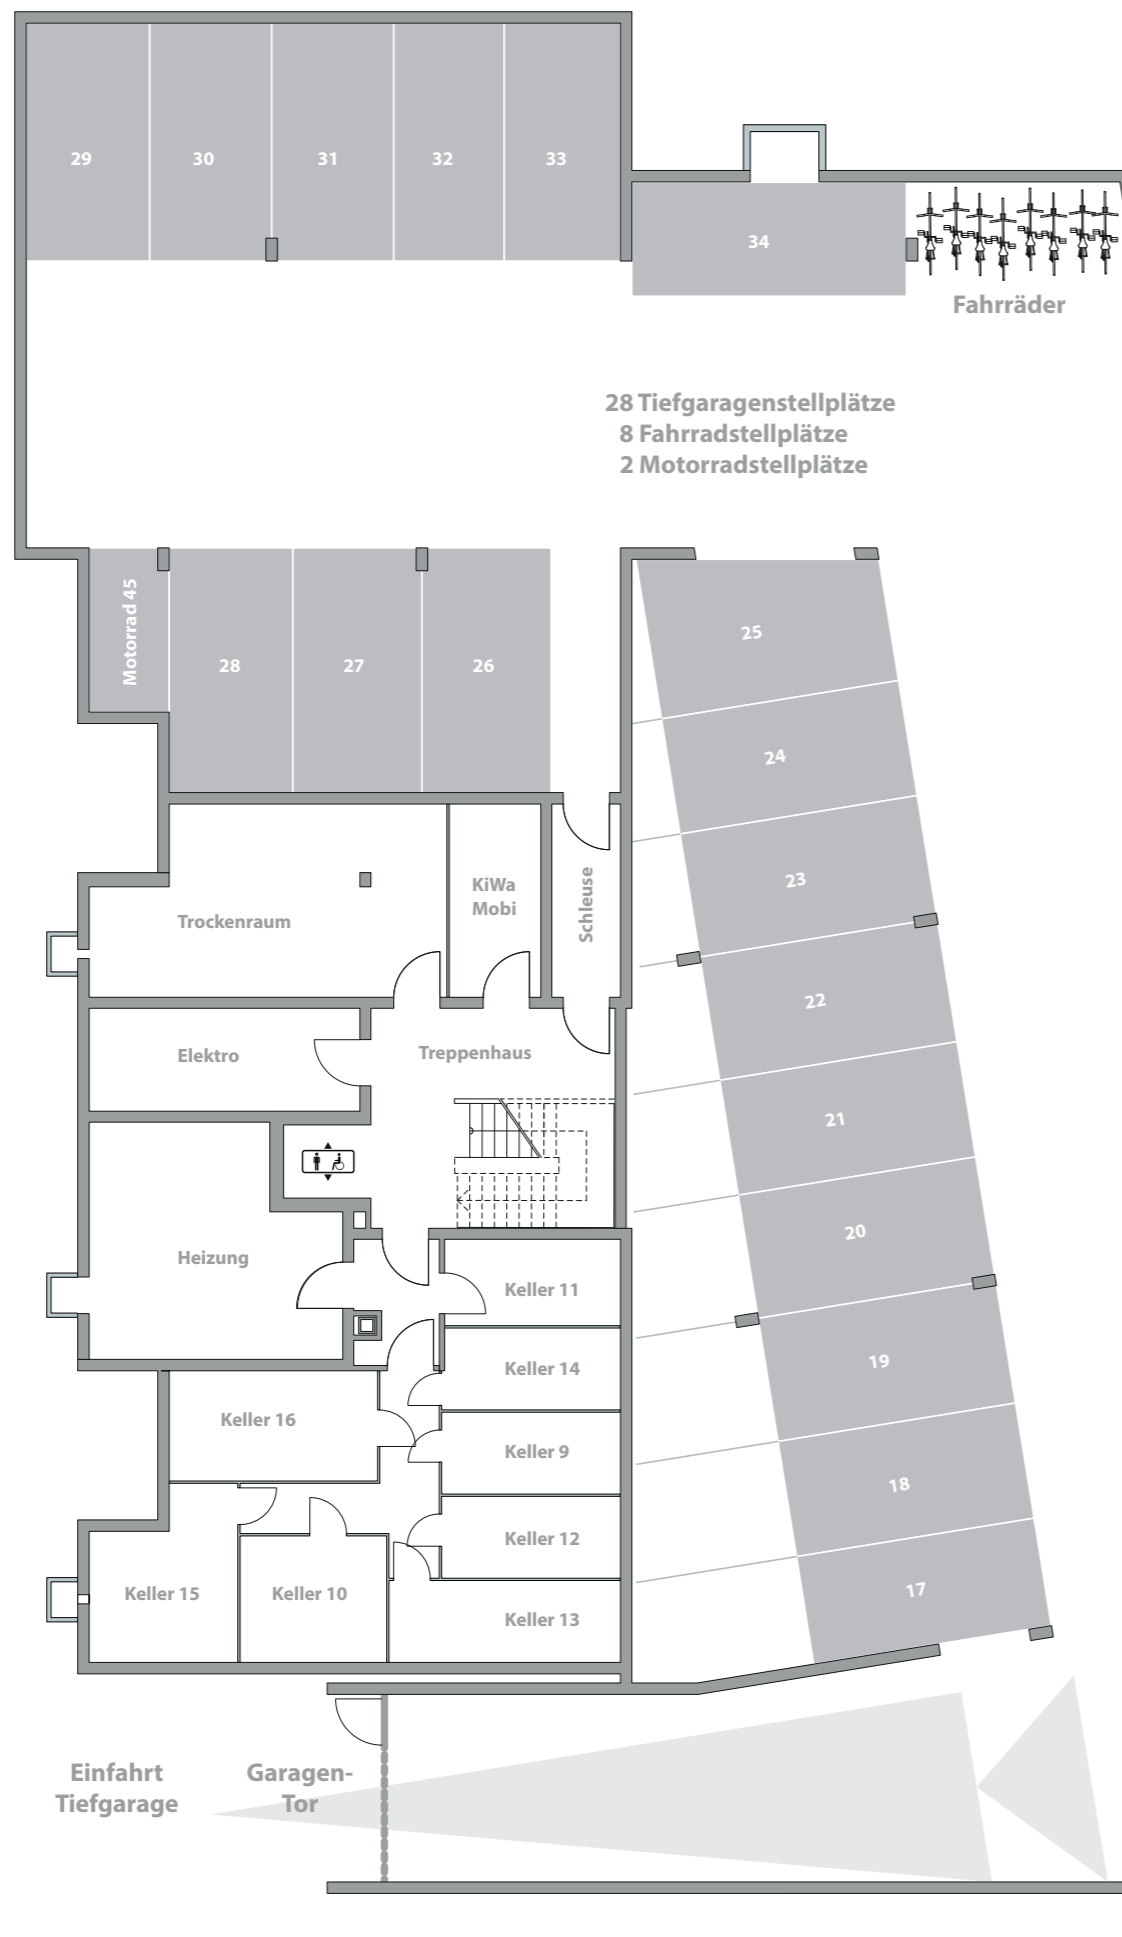 29
30
31
32
33
34
Fahrräder
28 Tiefgaragenstellplätze
8 Fahrradstellplätze
2 Motorradstellplätze
Motorrad 45
28
27
26
25
24
23
22
21
20
19
18
17
Trockenraum
KiWa
Mobi
Schleuse
Elektro
Treppenhaus
Heizung
Keller 11
Keller 14
Keller 16
Keller 9
Keller 12
Keller 15
Keller 10
Keller 13
Einfahrt
Tiefgarage
Garagen-
Tor